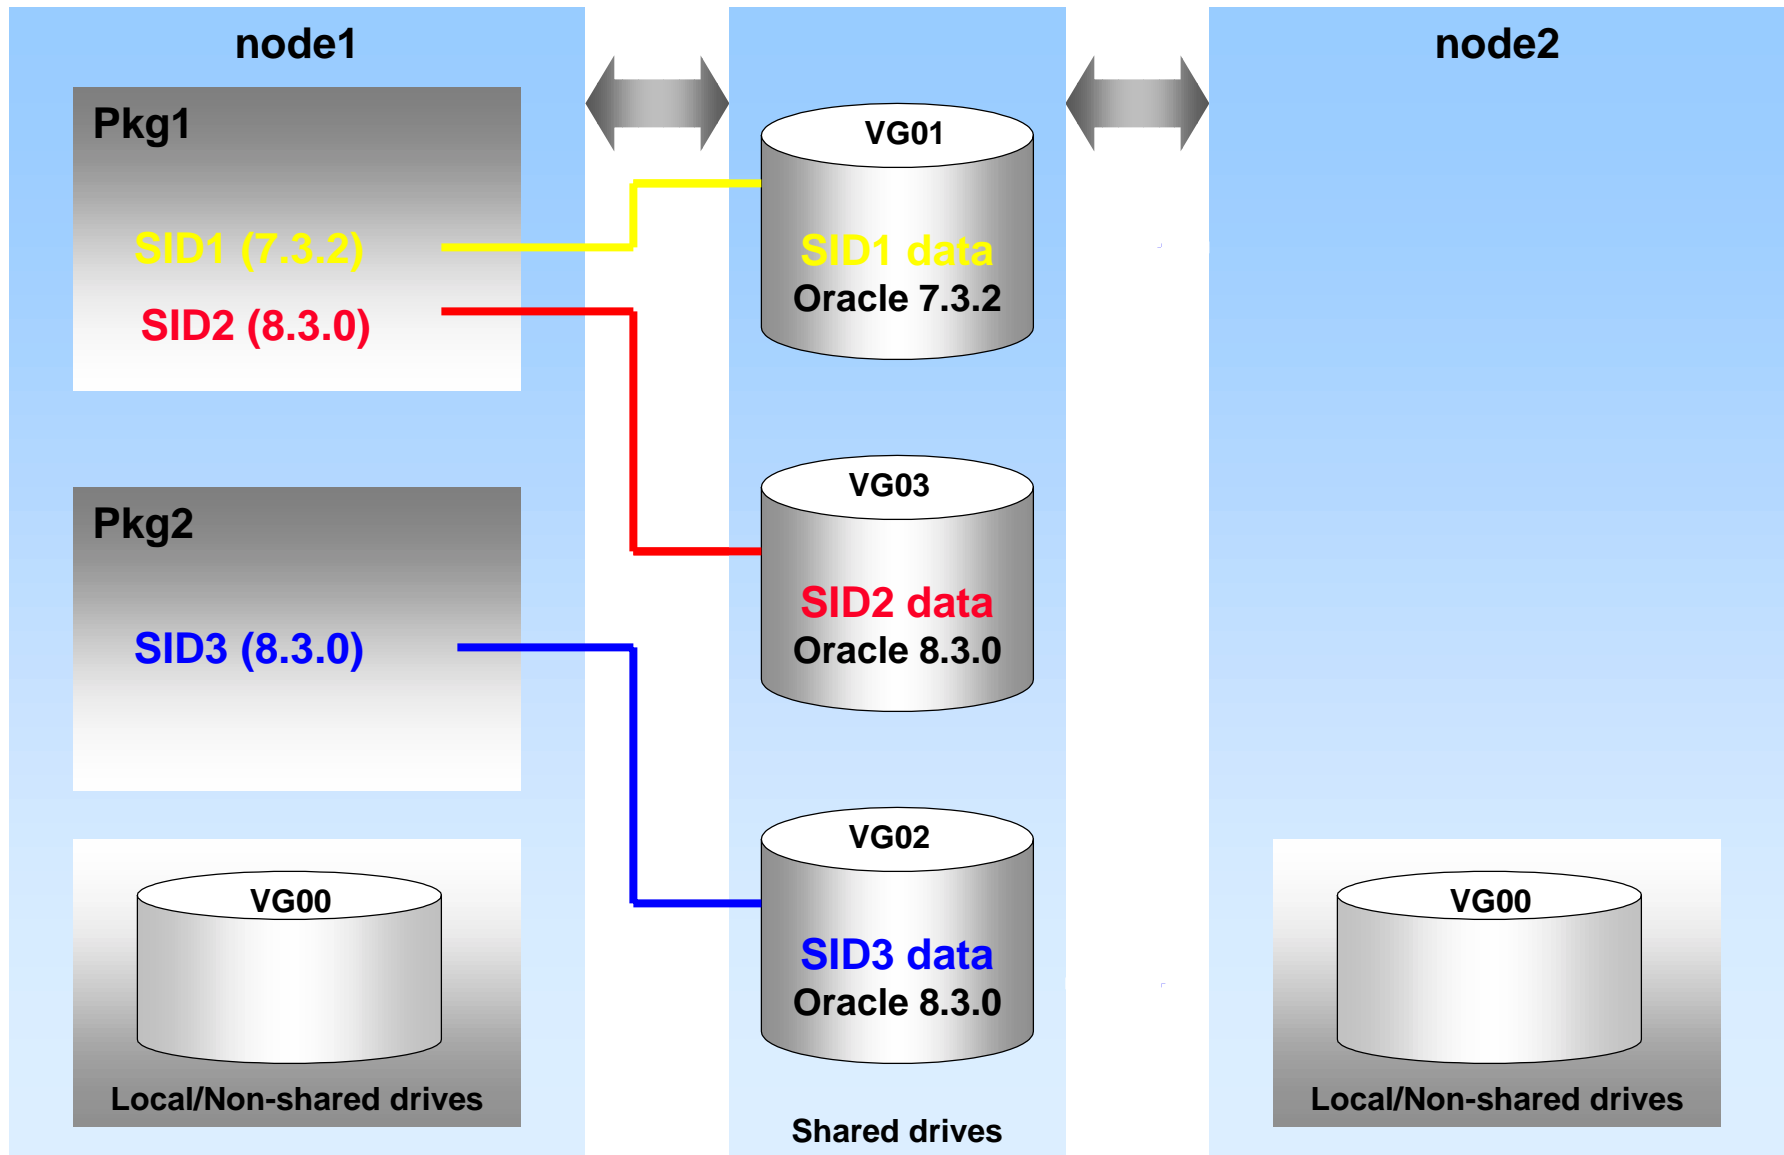 node1
Pkg1
SID1 (7.3.2)
SID2 (8.3.0)
Pkg2
SID3 (8.3.0)
VG00
Local/Non-shared drives
VG01
SID1 data
Oracle 7.3.2
VG03
SID2 data
Oracle 8.3.0
VG02
SID3 data
Oracle 8.3.0
Shared drives
node2
VG00
Local/Non-shared drives